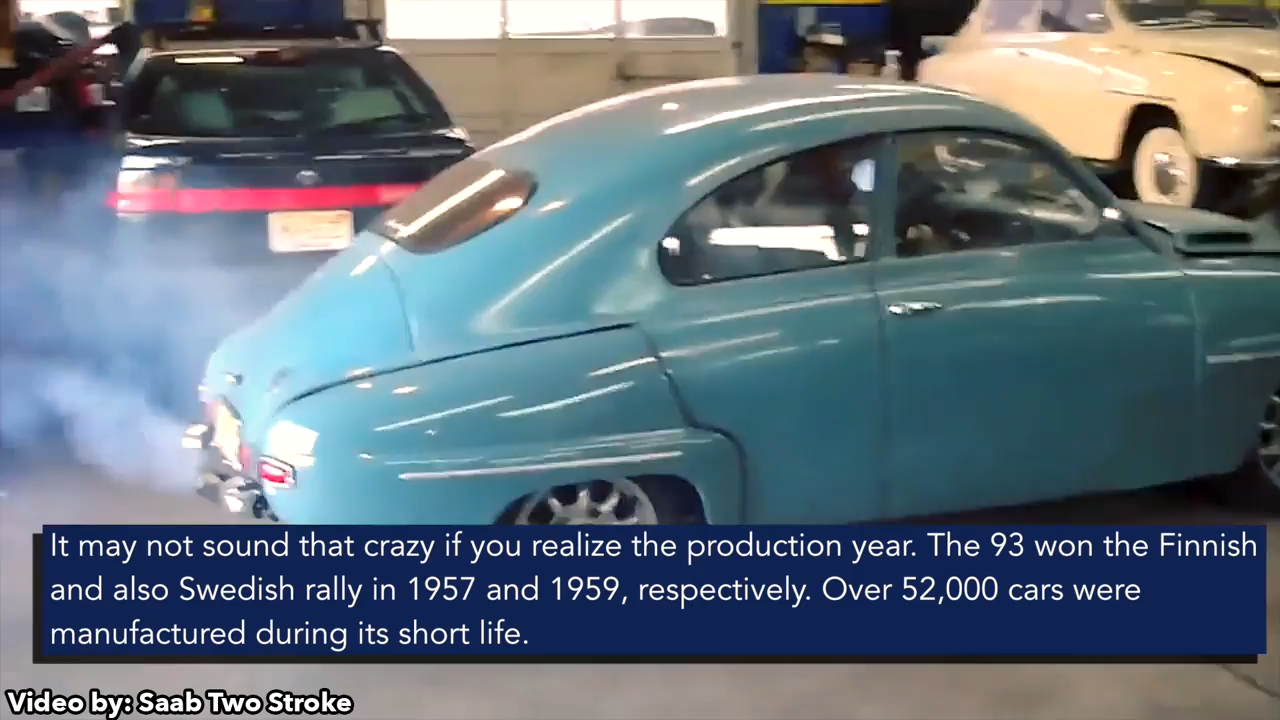 It may not sound that crazy if you realize the production year. The 93 won the Finnish
and also Swedish rally in 1957 and 1959, respectively. Over 52,000 cars were
manufactured during its short life.
Video by: Saab Two Stroke